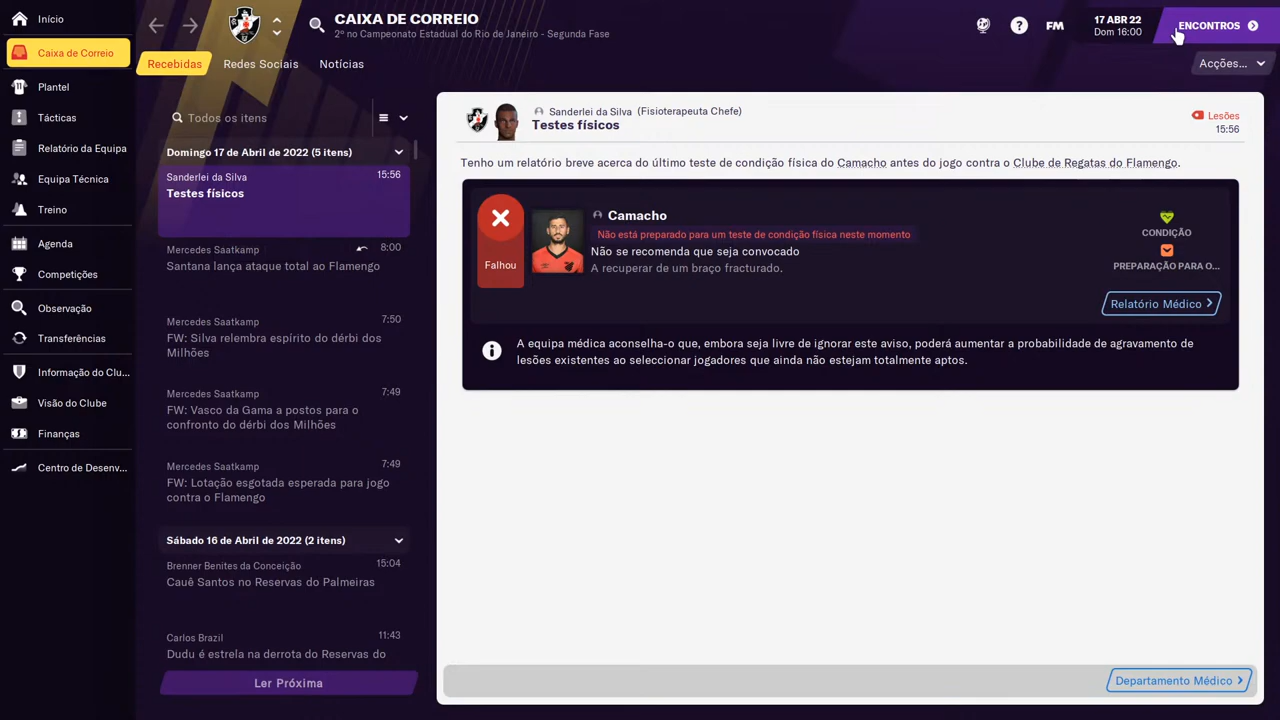 Início
Caixa de Correio
Plantel
Tácticas
Relatório da Equipa
Equipa Técnica
Treino
Agenda
Competições
Observação
Transferências
Informação do Clu...
Visão do Clube
Finanças
Centro de Desenv...
CAIXA DE CORREIO
2º no Campeonato Estadual do Rio de Janeiro - Segunda Fase
FM
17 ABR 22
Dom 16:00
ENCONTROS
Recebidas
Redes Sociais
Notícias
Acções...
Todos os itens
Domingo 17 de Abril de 2022 (5 itens)
Sanderlei da Silva 15:56
Testes físicos
Mercedes Saatkamp 8:00
Santana lança ataque total ao Flamengo
Mercedes Saatkamp 7:50
FW: Silva relembra espírito do dérbi dos
Milhões
Mercedes Saatkamp 7:49
FW: Vasco da Gama a postos para o
confronto do dérbi dos Milhões
Mercedes Saatkamp 7:49
FW: Lotação esgotada esperada para jogo
contra o Flamengo
Sábado 16 de Abril de 2022 (2 itens)
Brenner Benites da Conceição 15:04
Cauê Santos no Reservas do Palmeiras
Carlos Brazil 11:43
Dudu é estrela na derrota do Reservas do
Ler Próxima
Sanderlei da Silva (Fisioterapeuta Chefe)
Testes físicos
Lesões
15:56
Tenho um relatório breve acerca do último teste de condição física do Camacho antes do jogo contra o Clube de Regatas do Flamengo.
Falhou
Camacho
Não está preparado para um teste de condição física neste momento
Não se recomenda que seja convocado
A recuperar de um braço fracturado.
CONDIÇÃO
PREPARAÇÃO PARA O...
Relatório Médico
A equipa médica aconselha-o que, embora seja livre de ignorar este aviso, poderá aumentar a probabilidade de agravamento de
lesões existentes ao seleccionar jogadores que ainda não estejam totalmente aptos.
Departamento Médico